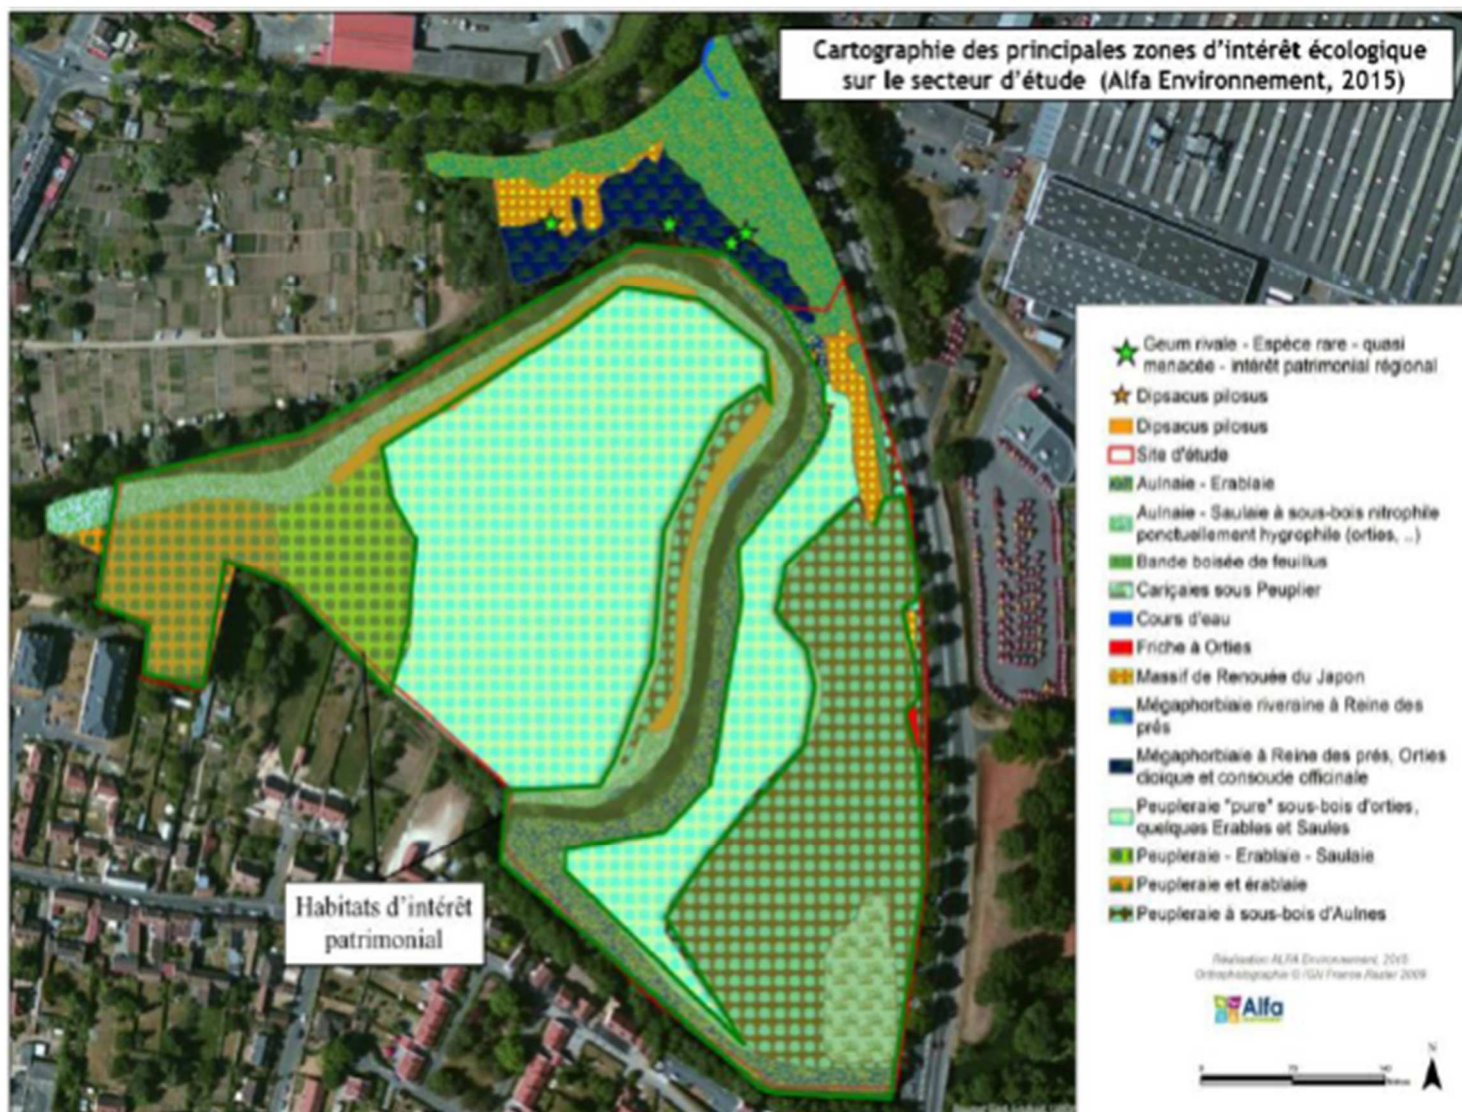 Cartographie des principales zones d'intérêt écologique
sur le secteur d'étude (Alfa Environnement, 2015)
Geum rivale - Espèce rare - quasi
menacée - intérêt patrimonial régional
Dipsacus pilosus
Dipsacus pilosus
Site d'étude
Aulnaie - Erablaie
Aulnaie - Saulaie à sous-bois nitrophile
ponctuellement hygrophile (orties, ..)
Bande boisée de feuillus
Cariçaies sous Peuplier
Cours d'eau
Friche à Orties
Massif de Renouée du Japon
Mégaphorbiaie riveraine à Reine des
prés
Mégaphorbiaie à Reine des prés, Orties
dioïque et consoude officinale
Peupleraie "pure" sous-bois d'orties,
quelques Erables et Saules
Peupleraie - Erablaie - Saulaie
Peupleraie et érablaie
Peupleraie à sous-bois d'Aulnes
Habitats d'intérêt
patrimonial
Réalisation ALFA Environnement, 2015
Orthophotographie © IGN France Raster 2009
Alfa
N